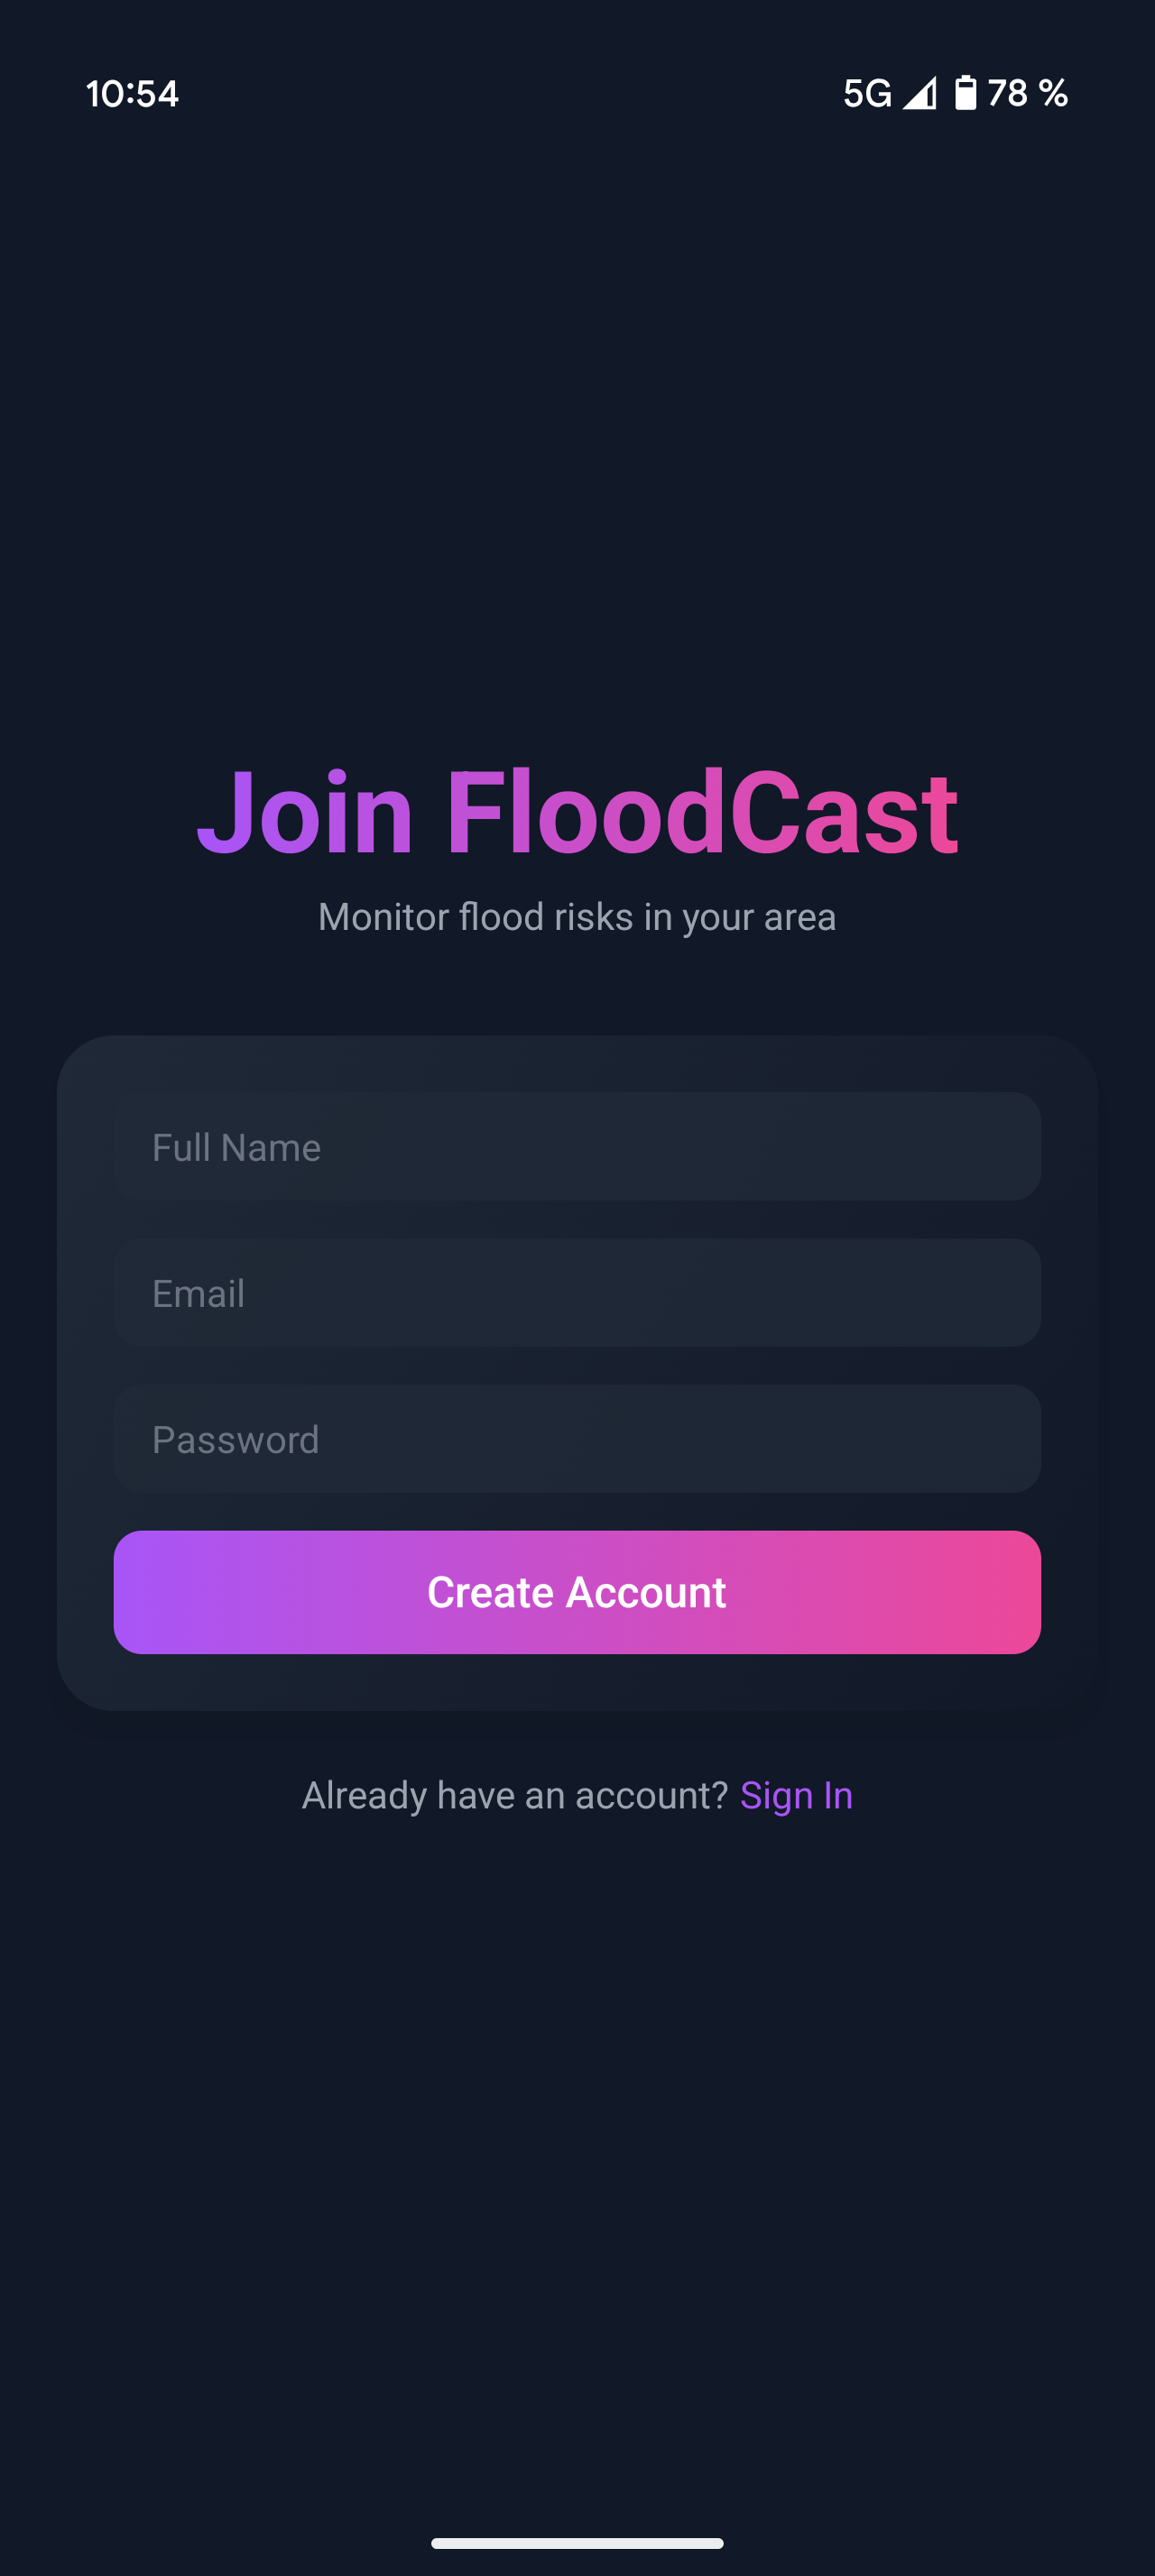 10:54
5G 78 %
Join FloodCast
Monitor flood risks in your area
Full Name
Email
Password
Create Account
Already have an account? Sign In